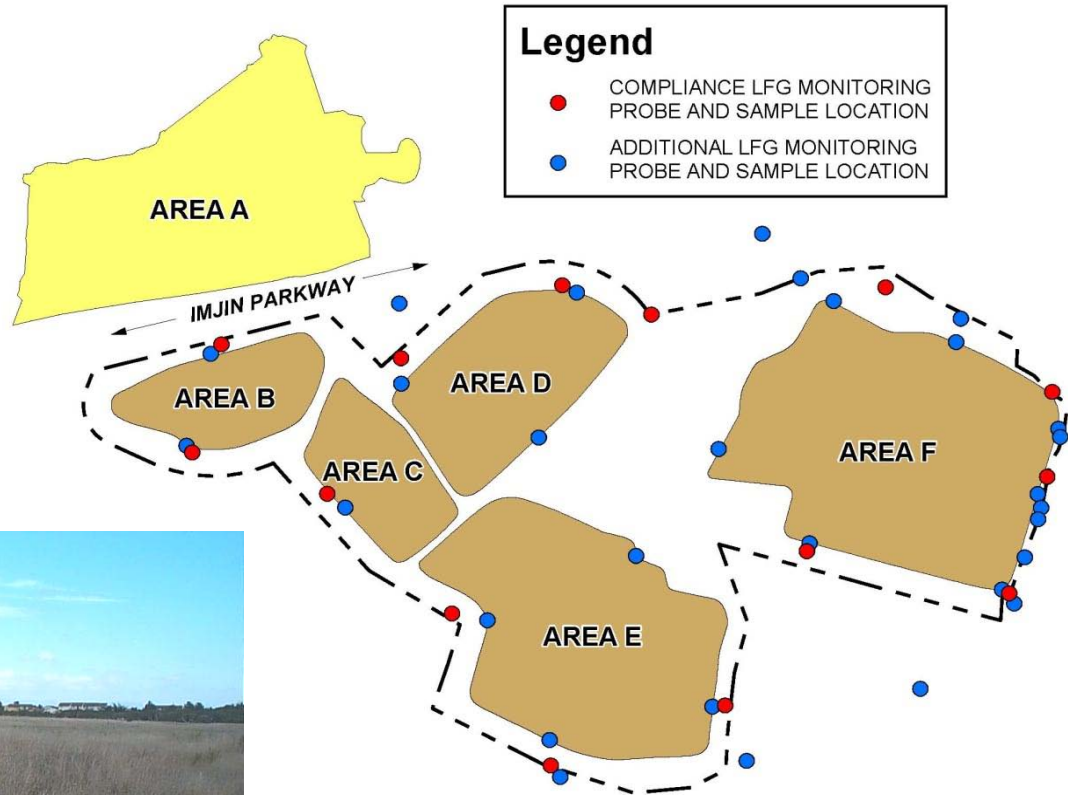 Legend
COMPLIANCE LFG MONITORING
PROBE AND SAMPLE LOCATION
ADDITIONAL LFG MONITORING
PROBE AND SAMPLE LOCATION
AREA A
IMJIN PARKWAY
AREA B
AREA D
AREA C
AREA F
AREA E